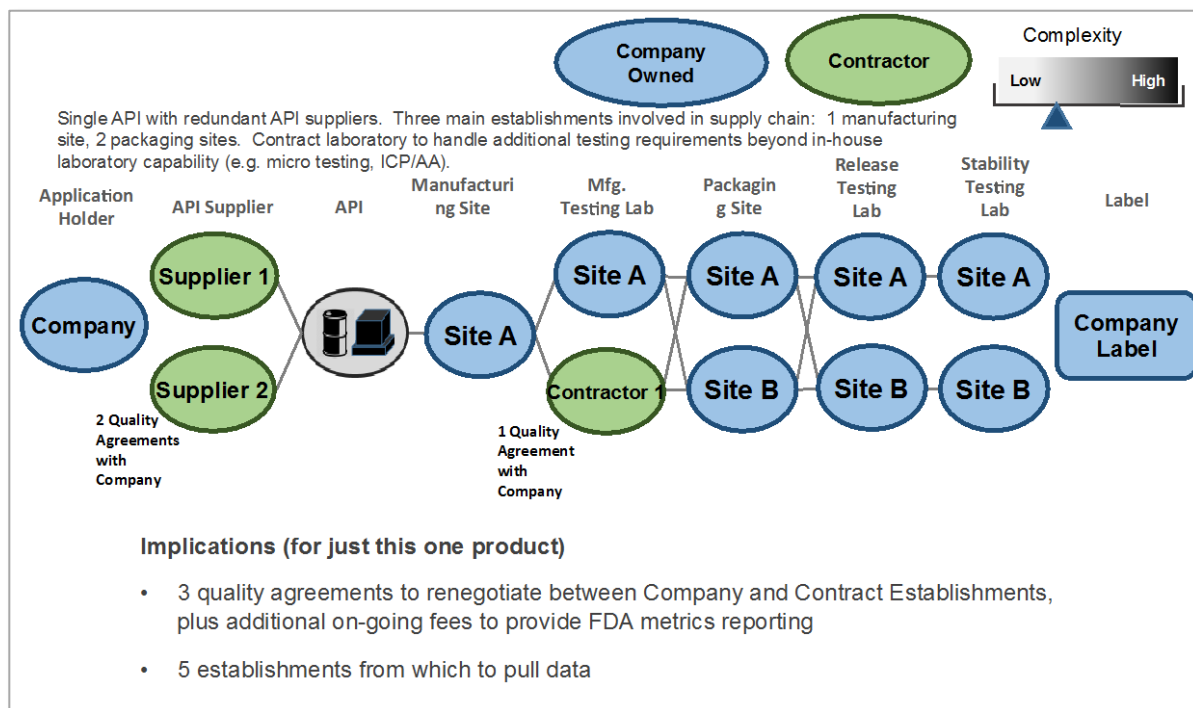 Company
Owned
Contractor
Complexity
Low
High
Single API with redundant API suppliers.  Three main establishments involved in supply chain:  1 manufacturing
site, 2 packaging sites.  Contract laboratory to handle additional testing requirements beyond in-house
laboratory capability (e.g. micro testing, ICP/AA).
Application
Holder
API Supplier
API
Manufacturi
ng Site
Mfg.
Testing Lab
Packagin
g Site
Release
Testing
Lab
Stability
Testing
Lab
Label
Company
Supplier 1
Supplier 2
Site A
Site A
Contractor 1
Site A
Site B
Site A
Site B
Site A
Site B
Company
Label
2 Quality
Agreements
with
Company
1 Quality
Agreement
with
Company
Implications (for just this one product)
• 3 quality agreements to renegotiate between Company and Contract Establishments,
plus additional on-going fees to provide FDA metrics reporting
• 5 establishments from which to pull data